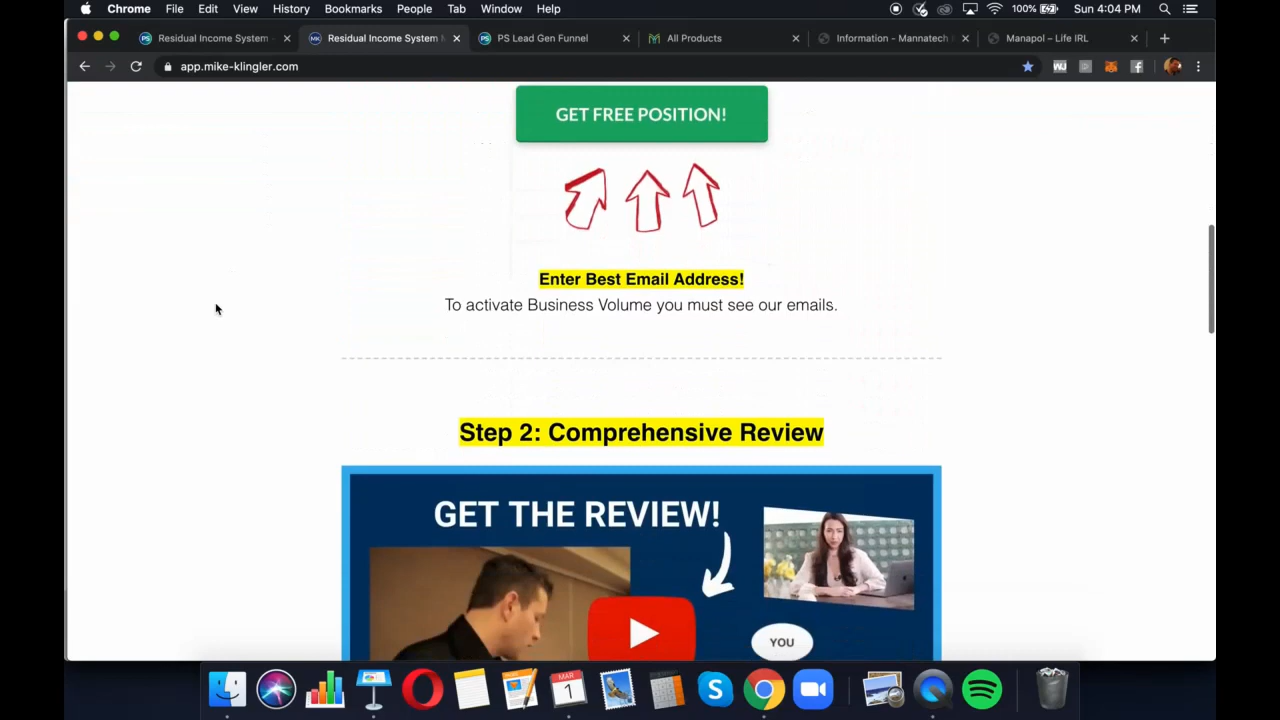 Chrome File Edit View History Bookmarks People Tab Window Help 100% Sun 4:04 PM
Residual Income System - Residual Income System M PS Lead Gen Funnel All Products Information – Mannatech Manapol – Life IRL
app.mike-klingler.com
GET FREE POSITION!
Enter Best Email Address!
To activate Business Volume you must see our emails.
Step 2: Comprehensive Review
GET THE REVIEW!
YOU
MAR
1